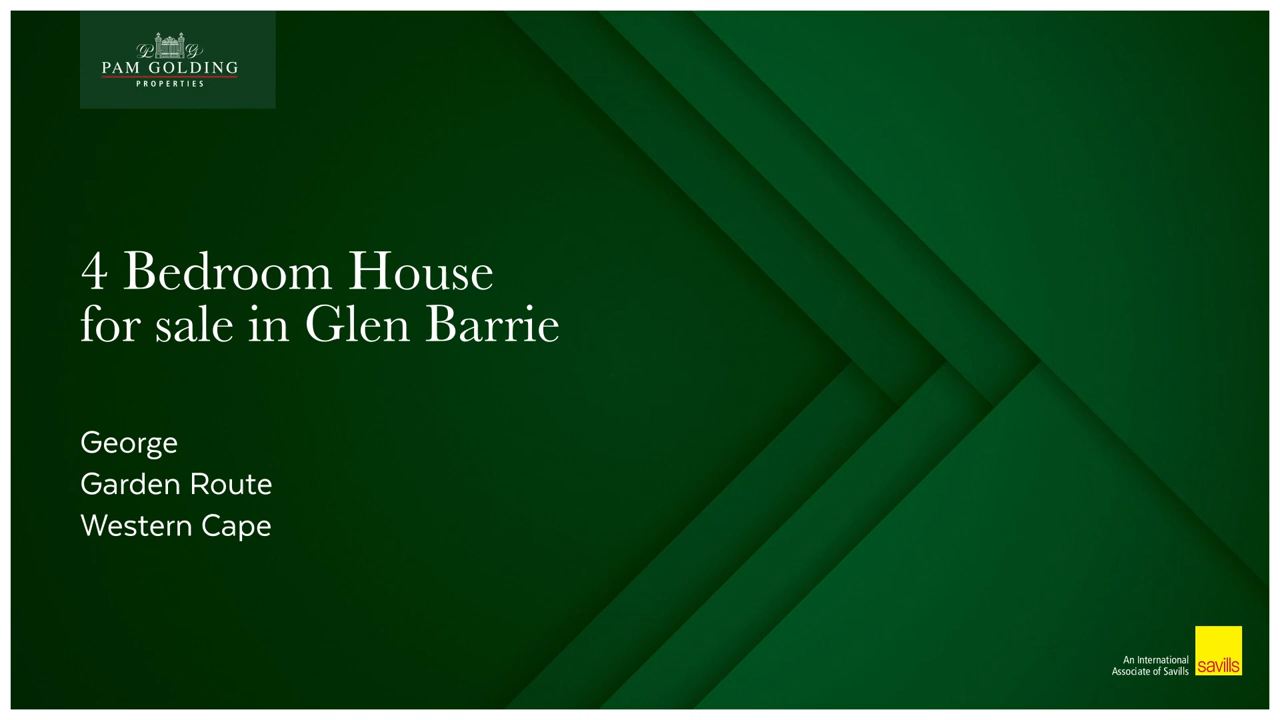 PAM GOLDING
PROPERTIES
4 Bedroom House
for sale in Glen Barrie
George
Garden Route
Western Cape
An International
Associate of Savills
savills